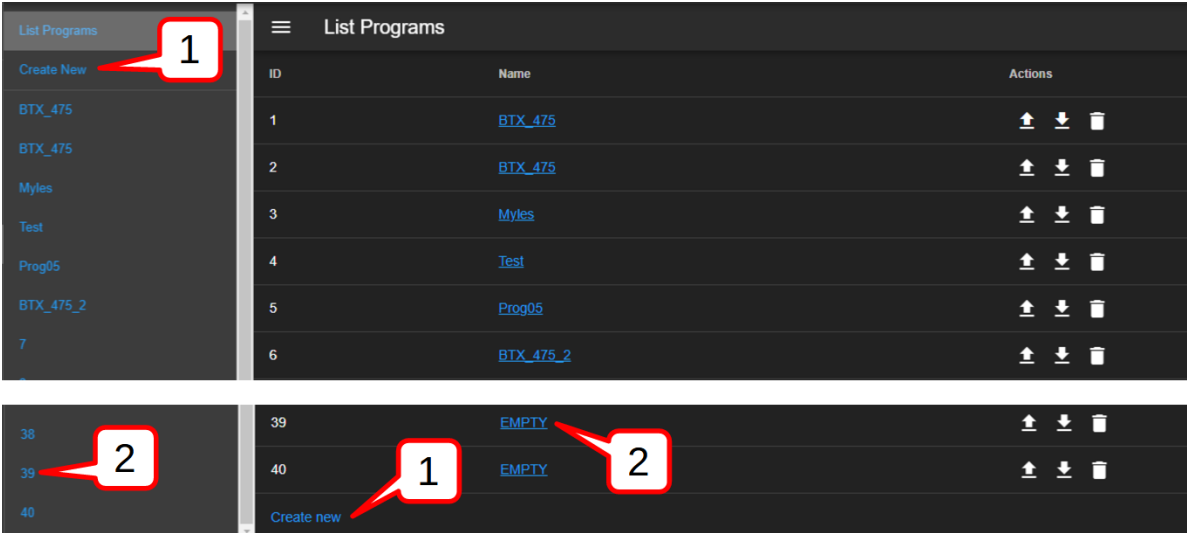 List Programs
Create New
BTX_475
BTX_475
Myles
Test
Prog05
BTX_475_2
7
1
List Programs
ID Name Actions
1 BTX_475
2 BTX_475
3 Myles
4 Test
5 Prog05
6 BTX_475_2
38
39
40
2
39 EMPTY
40 EMPTY
Create new
1
2